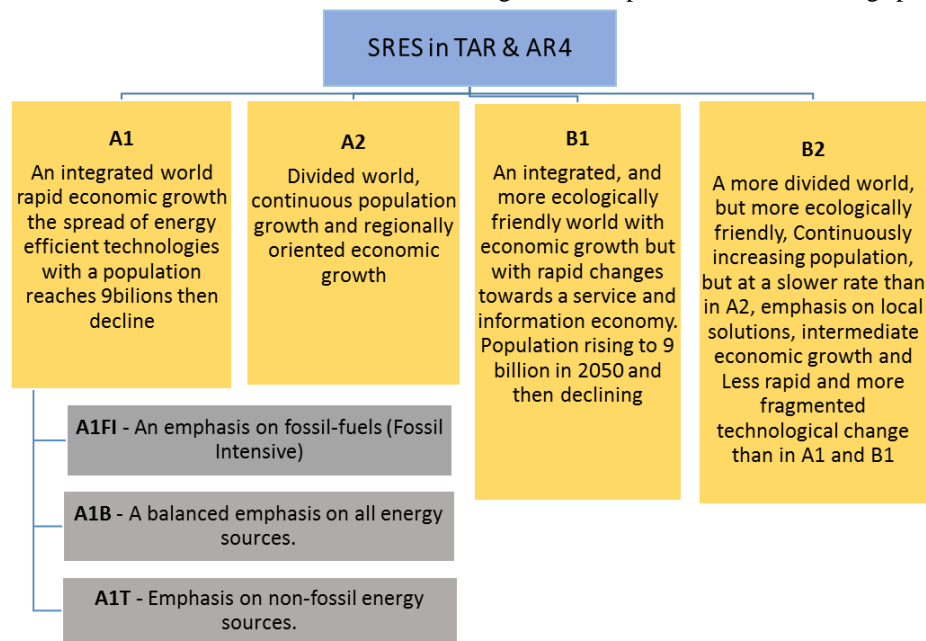 SRES in TAR & AR4
A1
An integrated world
rapid economic growth
the spread of energy
efficient technologies
with a population
reaches 9bilions then
decline
A2
Divided world,
continuous population
growth and regionally
oriented economic
growth
B1
An integrated, and
more ecologically
friendly world with
economic growth but
with rapid changes
towards a service and
information economy.
Population rising to 9
billion in 2050 and
then declining
B2
A more divided world,
but more ecologically
friendly, Continuously
increasing population,
but at a slower rate than
in A2, emphasis on local
solutions, intermediate
economic growth and
Less rapid and more
fragmented
technological change
than in A1 and B1
A1FI - An emphasis on fossil-fuels (Fossil
Intensive)
A1B - A balanced emphasis on all energy
sources.
A1T - Emphasis on non-fossil energy
sources.